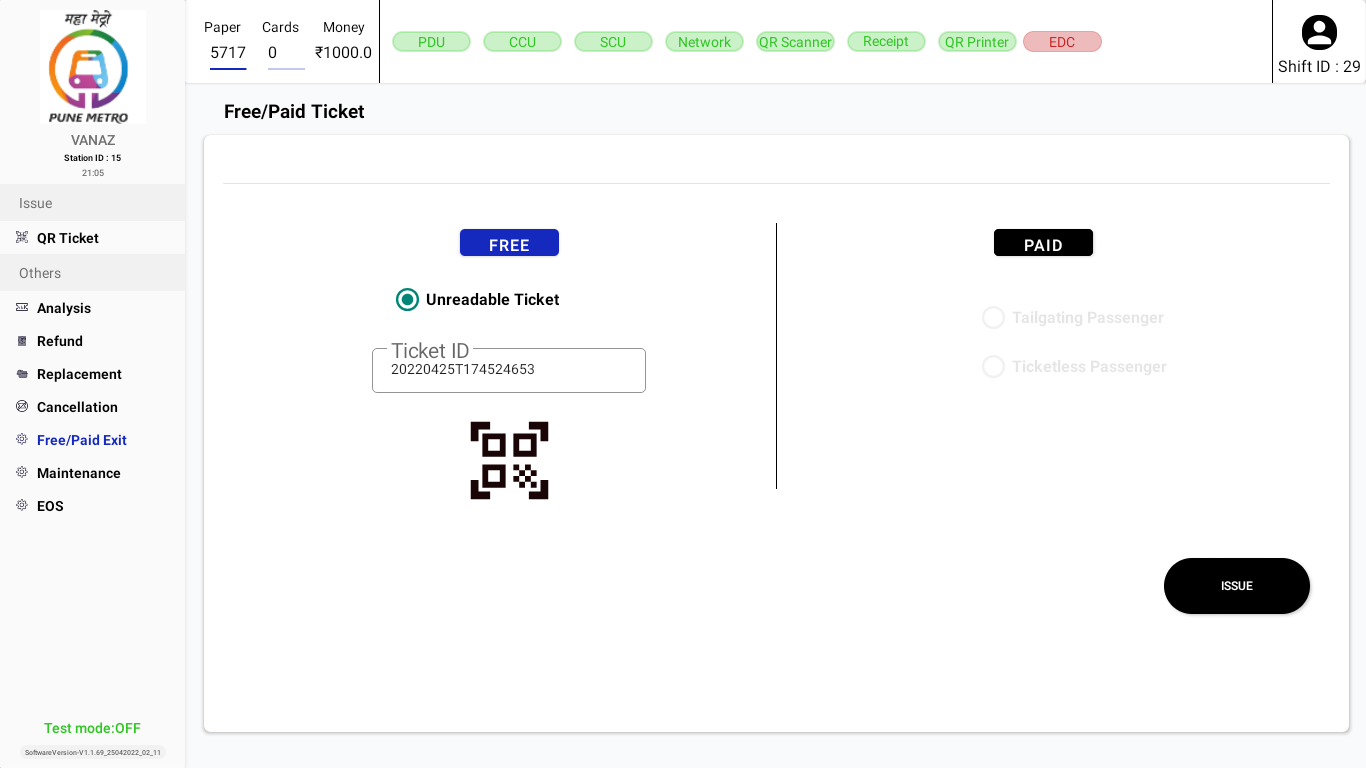 महा मेट्रो
PUNE METRO
VANAZ
Station ID : 15
21:05
Issue
QR Ticket
Others
Analysis
Refund
Replacement
Cancellation
Free/Paid Exit
Maintenance
EOS
Test mode:OFF
SoftwareVersion-V1.1.69_25042022_02_11
Paper Cards Money
5717 0 ₹1000.0
PDU CCU SCU Network QR Scanner Receipt QR Printer EDC
Shift ID : 29
Free/Paid Ticket
FREE
Unreadable Ticket
Ticket ID
20220425T174524653
PAID
Tailgating Passenger
Ticketless Passenger
ISSUE